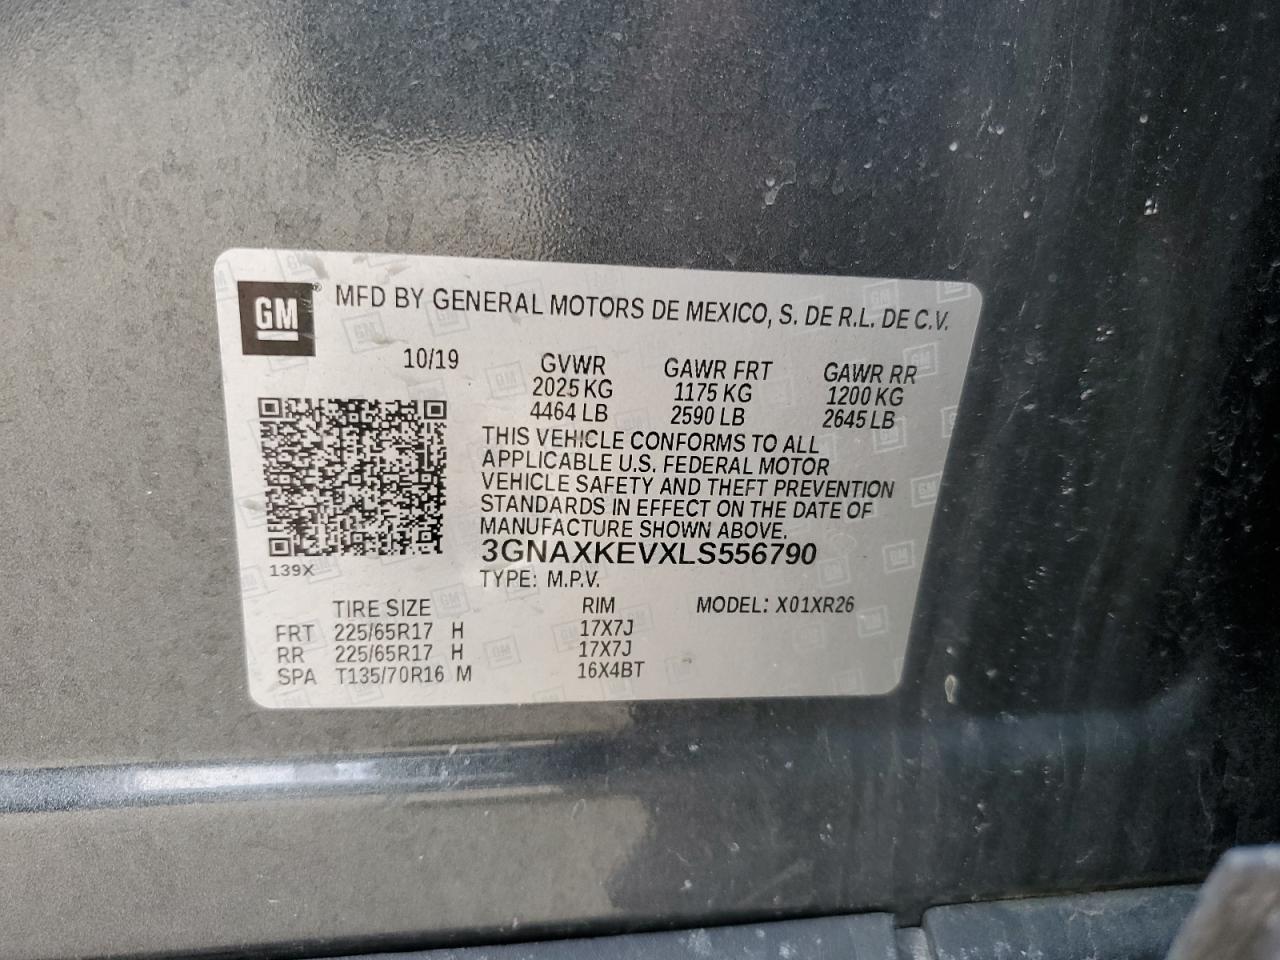 GM ® MFD BY GENERAL MOTORS DE MEXICO, S. DE R.L. DE C.V.
10/19 GVWR GAWR FRT GAWR RR
2025 KG 1175 KG 1200 KG
4464 LB 2590 LB 2645 LB
THIS VEHICLE CONFORMS TO ALL
APPLICABLE U.S. FEDERAL MOTOR
VEHICLE SAFETY AND THEFT PREVENTION
STANDARDS IN EFFECT ON THE DATE OF
MANUFACTURE SHOWN ABOVE.
3GNAXKEVXLS556790
139X
TYPE: M.P.V.
TIRE SIZE RIM MODEL: X01XR26
FRT 225/65R17 H 17X7J
RR 225/65R17 H 17X7J
SPA T135/70R16 M 16X4BT